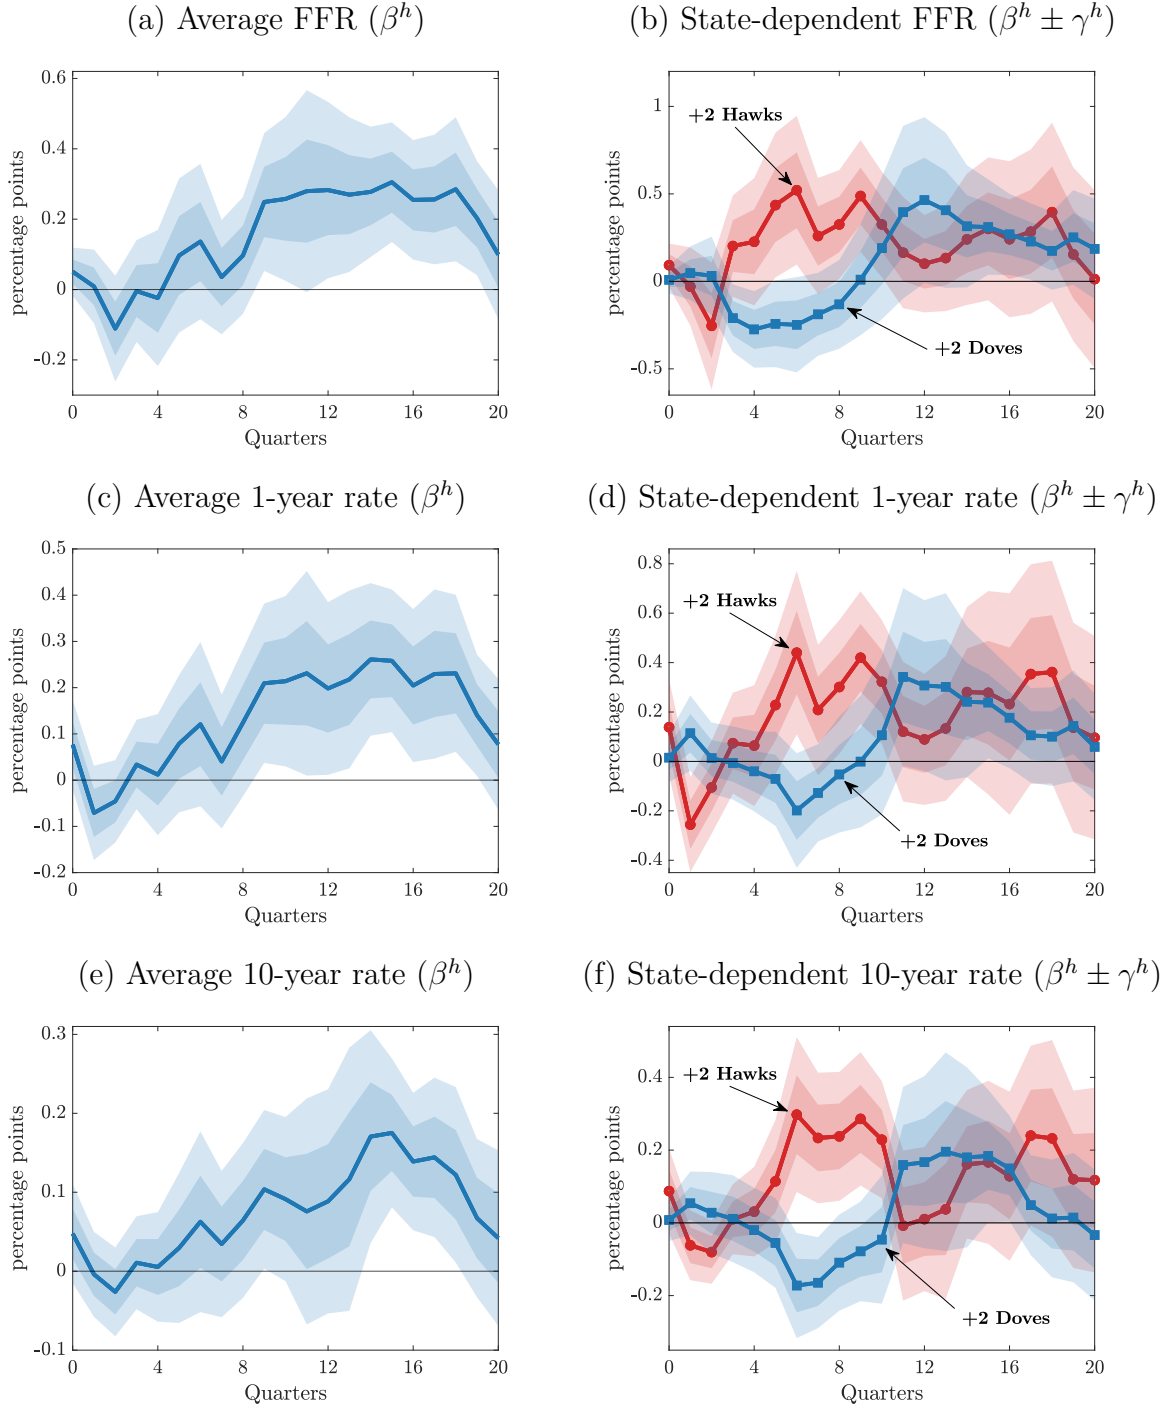 (a) Average FFR (β^h)
(b) State-dependent FFR (β^h ± γ^h)
percentage points
0.6
0.4
0.2
0
-0.2
0 4 8 12 16 20
Quarters
percentage points
1
0.5
0
-0.5
+2 Hawks
+2 Doves
0 4 8 12 16 20
Quarters
(c) Average 1-year rate (β^h)
(d) State-dependent 1-year rate (β^h ± γ^h)
percentage points
0.5
0.4
0.3
0.2
0.1
0
-0.1
-0.2
0 4 8 12 16 20
Quarters
percentage points
0.8
0.6
0.4
0.2
0
-0.2
-0.4
+2 Hawks
+2 Doves
0 4 8 12 16 20
Quarters
(e) Average 10-year rate (β^h)
(f) State-dependent 10-year rate (β^h ± γ^h)
percentage points
0.3
0.2
0.1
0
-0.1
0 4 8 12 16 20
Quarters
percentage points
0.4
0.2
0
-0.2
+2 Hawks
+2 Doves
0 4 8 12 16 20
Quarters